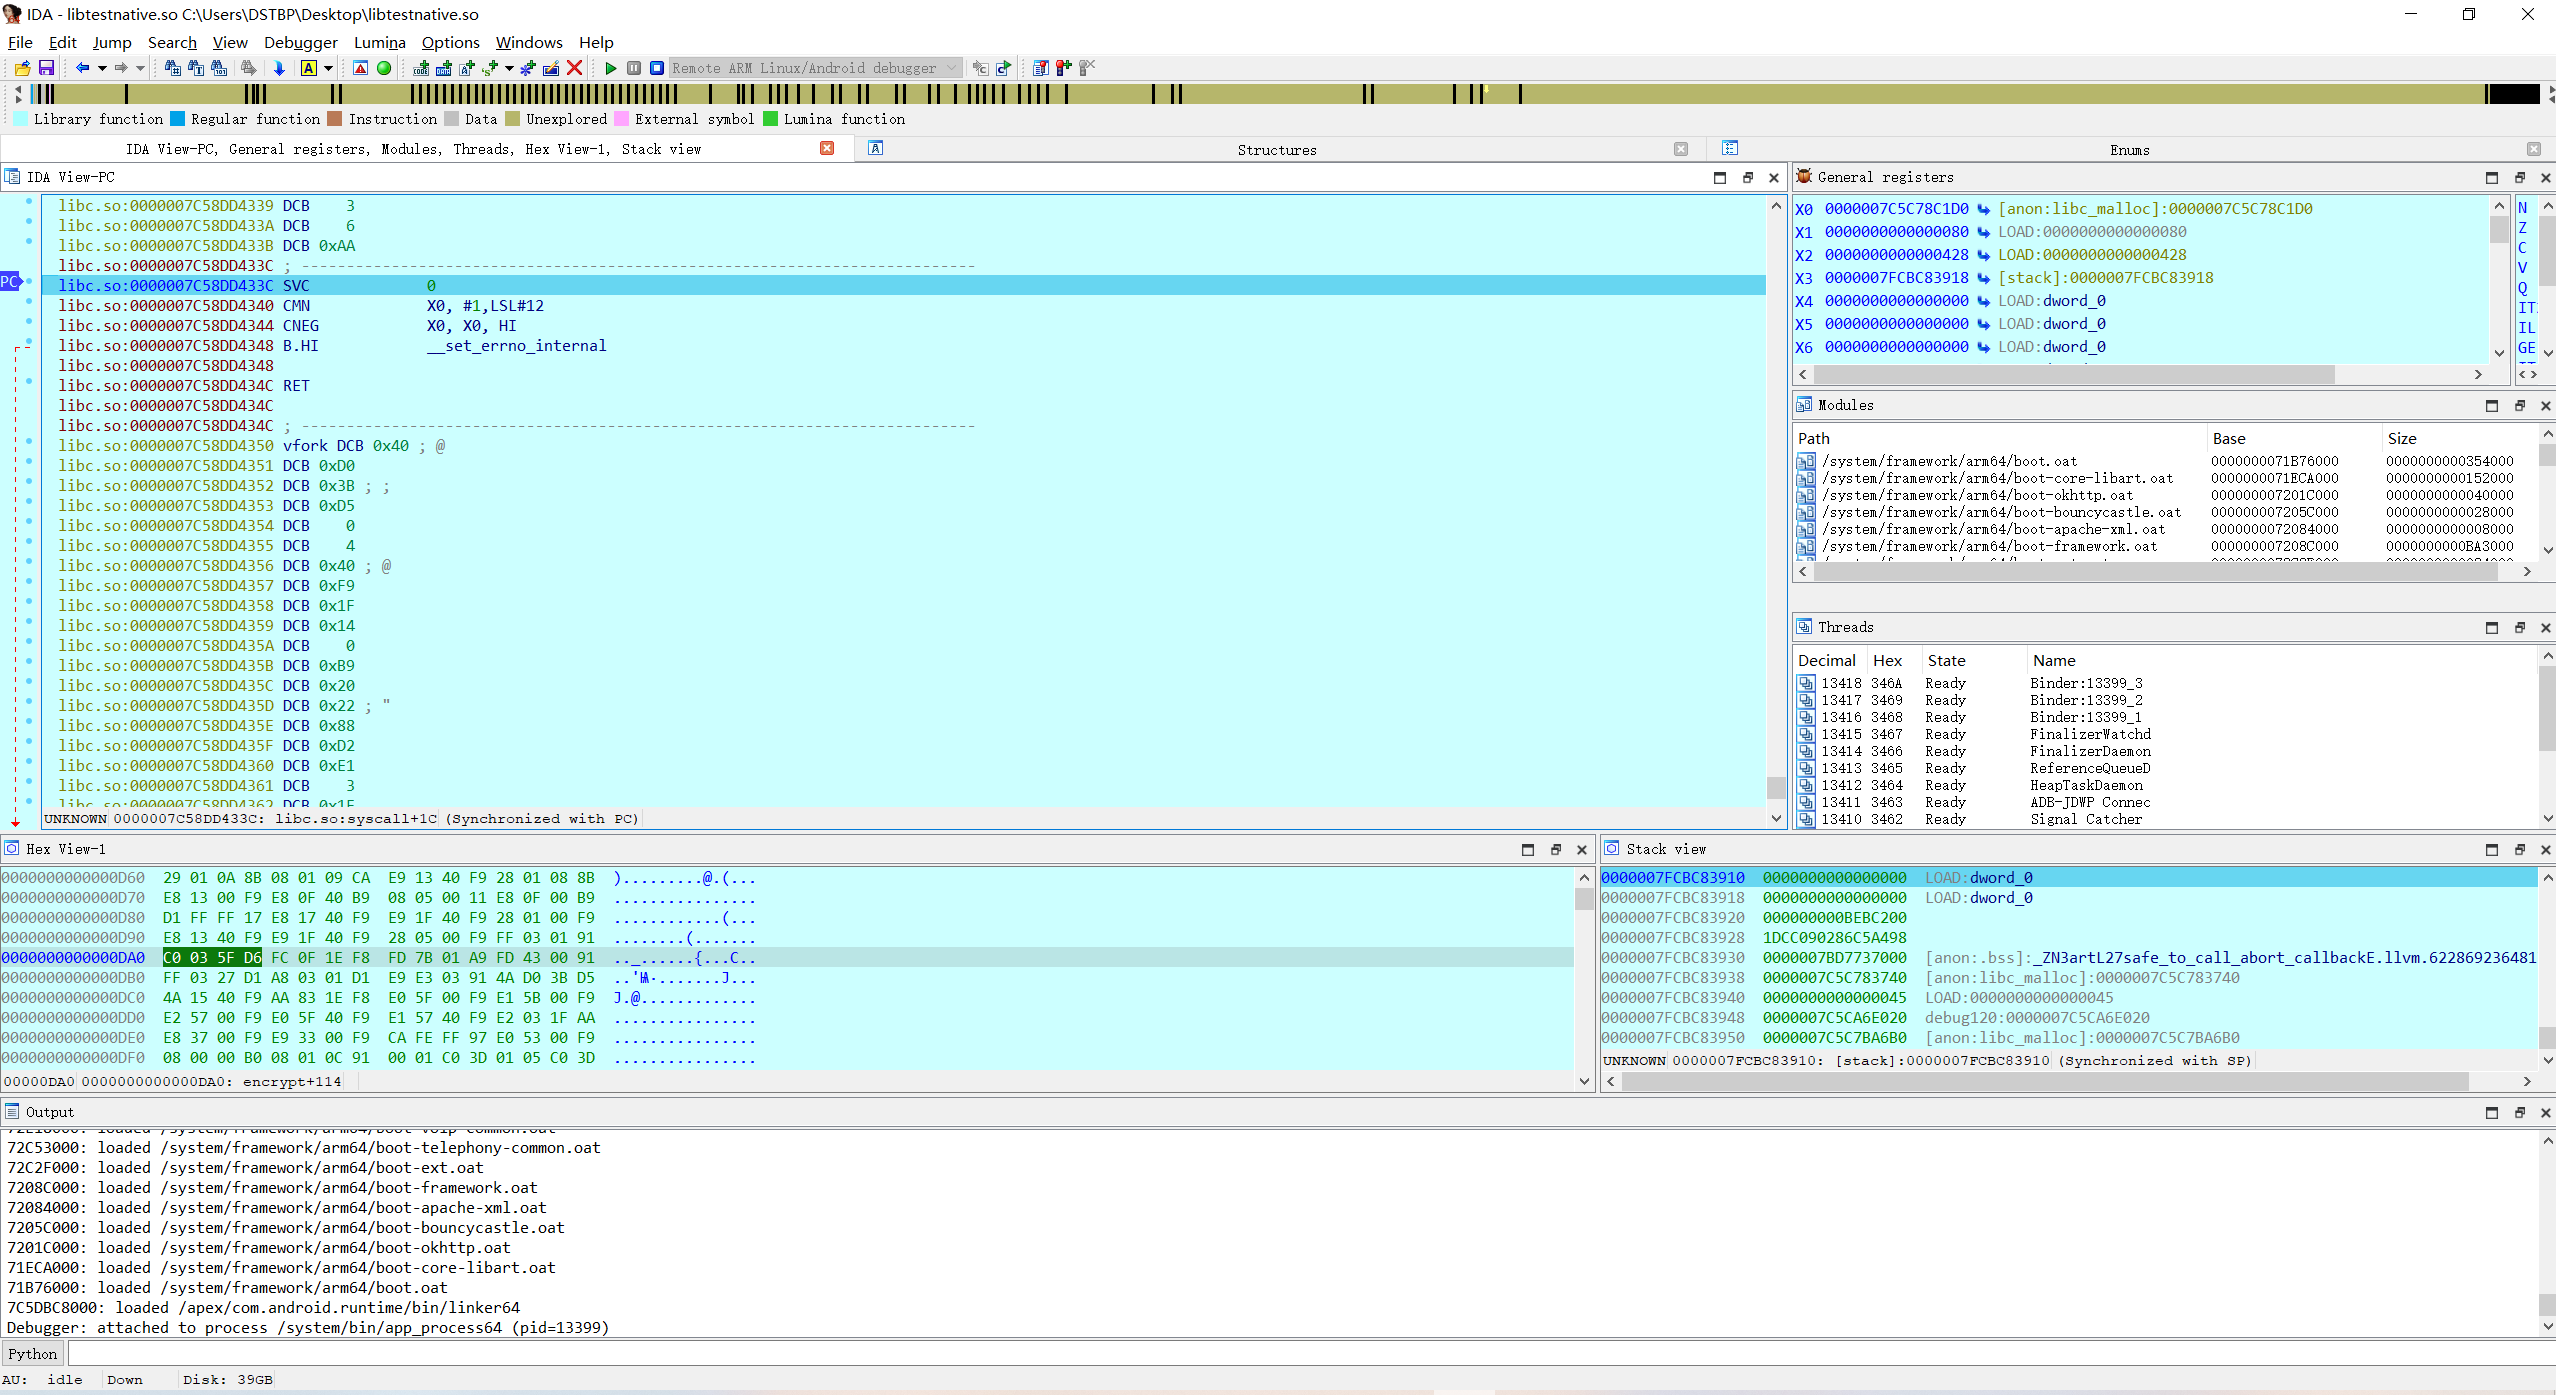 IDA - libtestnative.so C:\Users\DSTBP\Desktop\libtestnative.so
File Edit Jump Search View Debugger Lumina Options Windows Help
Remote ARM Linux/Android debugger
Library function Regular function Instruction Data Unexplored External symbol Lumina function
IDA View-PC, General registers, Modules, Threads, Hex View-1, Stack view
Structures
Enums
IDA View-PC
libc.so:0000007C58DD4339 DCB 3
libc.so:0000007C58DD433A DCB 6
libc.so:0000007C58DD433B DCB 0xAA
libc.so:0000007C58DD433C ; ---------------------------------------------------------------------------
PC
libc.so:0000007C58DD433C SVC 0
libc.so:0000007C58DD4340 CMN X0, #1,LSL#12
libc.so:0000007C58DD4344 CNEG X0, X0, HI
libc.so:0000007C58DD4348 B.HI __set_errno_internal
libc.so:0000007C58DD4348
libc.so:0000007C58DD434C RET
libc.so:0000007C58DD434C
libc.so:0000007C58DD434C ; ---------------------------------------------------------------------------
libc.so:0000007C58DD4350 vfork DCB 0x40 ; @
libc.so:0000007C58DD4351 DCB 0xD0
libc.so:0000007C58DD4352 DCB 0x3B ; ;
libc.so:0000007C58DD4353 DCB 0xD5
libc.so:0000007C58DD4354 DCB 0
libc.so:0000007C58DD4355 DCB 4
libc.so:0000007C58DD4356 DCB 0x40 ; @
libc.so:0000007C58DD4357 DCB 0xF9
libc.so:0000007C58DD4358 DCB 0x1F
libc.so:0000007C58DD4359 DCB 0x14
libc.so:0000007C58DD435A DCB 0
libc.so:0000007C58DD435B DCB 0xB9
libc.so:0000007C58DD435C DCB 0x20
libc.so:0000007C58DD435D DCB 0x22 ; "
libc.so:0000007C58DD435E DCB 0x88
libc.so:0000007C58DD435F DCB 0xD2
libc.so:0000007C58DD4360 DCB 0xE1
libc.so:0000007C58DD4361 DCB 3
libc.so:0000007C58DD4362 DCB 0x1F
UNKNOWN 0000007C58DD433C: libc.so:syscall+1C (Synchronized with PC)
General registers
X0 0000007C5C78C1D0 [anon:libc_malloc]:0000007C5C78C1D0
X1 0000000000000080 LOAD:0000000000000080
X2 0000000000000428 LOAD:0000000000000428
X3 0000007FCBC83918 [stack]:0000007FCBC83918
X4 0000000000000000 LOAD:dword_0
X5 0000000000000000 LOAD:dword_0
X6 0000000000000000 LOAD:dword_0
N
Z
C
V
Q
IT
IL
GE
Modules
Path Base Size
/system/framework/arm64/boot.oat 0000000071B76000 0000000000354000
/system/framework/arm64/boot-core-libart.oat 0000000071ECA000 0000000000152000
/system/framework/arm64/boot-okhttp.oat 000000007201C000 0000000000040000
/system/framework/arm64/boot-bouncycastle.oat 000000007205C000 0000000000028000
/system/framework/arm64/boot-apache-xml.oat 0000000072084000 0000000000008000
/system/framework/arm64/boot-framework.oat 000000007208C000 0000000000BA3000
Threads
Decimal Hex State Name
13418 346A Ready Binder:13399_3
13417 3469 Ready Binder:13399_2
13416 3468 Ready Binder:13399_1
13415 3467 Ready FinalizerWatchd
13414 3466 Ready FinalizerDaemon
13413 3465 Ready ReferenceQueueD
13412 3464 Ready HeapTaskDaemon
13411 3463 Ready ADB-JDWP Connec
13410 3462 Ready Signal Catcher
Hex View-1
0000000000000D60 29 01 0A 8B 08 01 09 CA E9 13 40 F9 28 01 08 8B ).........@.(...
0000000000000D70 E8 13 00 F9 E8 0F 40 B9 08 05 00 11 E8 0F 00 B9 ................
0000000000000D80 D1 FF FF 17 E8 17 40 F9 E9 1F 40 F9 28 01 00 F9 ............(...
0000000000000D90 E8 13 40 F9 E9 1F 40 F9 28 05 00 F9 FF 03 01 91 ........(.......
0000000000000DA0 C0 03 5F D6 FC 0F 1E F8 FD 7B 01 A9 FD 43 00 91 .._......{...C..
0000000000000DB0 FF 03 27 D1 A8 03 01 D1 E9 E3 03 91 4A D0 3B D5
0000000000000DC0 4A 15 40 F9 AA 83 1E F8 E0 5F 00 F9 E1 5B 00 F9 J.@.............
0000000000000DD0 E2 57 00 F9 E0 5F 40 F9 E1 57 40 F9 E2 03 1F AA ................
0000000000000DE0 E8 37 00 F9 E9 33 00 F9 CA FE FF 97 E0 53 00 F9 ................
0000000000000DF0 08 00 00 B0 08 01 0C 91 00 01 C0 3D 01 05 C0 3D ................
00000DA0 0000000000000DA0: encrypt+114
Stack view
0000007FCBC83910 0000000000000000 LOAD:dword_0
0000007FCBC83918 0000000000000000 LOAD:dword_0
0000007FCBC83920 000000000BEBC200
0000007FCBC83928 1DCC090286C5A498
0000007FCBC83930 0000007BD7737000 [anon:.bss]:_ZN3artL27safe_to_call_abort_callbackE.llvm.622869236481
0000007FCBC83938 0000007C5C783740 [anon:libc_malloc]:0000007C5C783740
0000007FCBC83940 0000000000000045 LOAD:0000000000000045
0000007FCBC83948 0000007C5CA6E020 debug120:0000007C5CA6E020
0000007FCBC83950 0000007C5C7BA6B0 [anon:libc_malloc]:0000007C5C7BA6B0
UNKNOWN 0000007FCBC83910: [stack]:0000007FCBC83910 (Synchronized with SP)
Output
72E18000: loaded /system/framework/arm64/boot-voip-common.oat
72C53000: loaded /system/framework/arm64/boot-telephony-common.oat
72C2F000: loaded /system/framework/arm64/boot-ext.oat
7208C000: loaded /system/framework/arm64/boot-framework.oat
72084000: loaded /system/framework/arm64/boot-apache-xml.oat
7205C000: loaded /system/framework/arm64/boot-bouncycastle.oat
7201C000: loaded /system/framework/arm64/boot-okhttp.oat
71ECA000: loaded /system/framework/arm64/boot-core-libart.oat
71B76000: loaded /system/framework/arm64/boot.oat
7C5DBC8000: loaded /apex/com.android.runtime/bin/linker64
Debugger: attached to process /system/bin/app_process64 (pid=13399)
Python
AU: idle Down Disk: 39GB